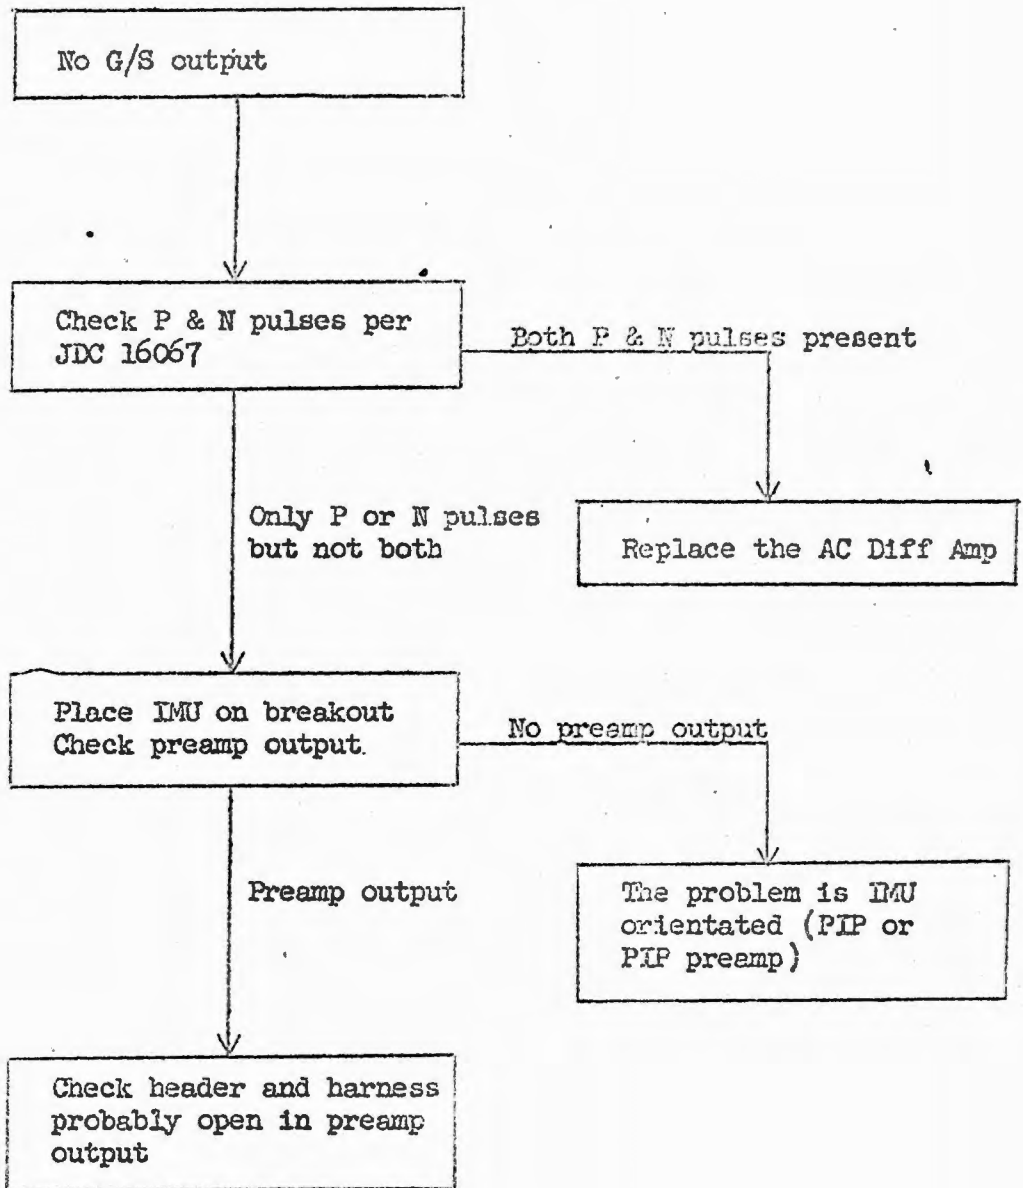 No G/S output
Check P & N pulses per
JDC 16067
Both P & N pulses present
Only P or N pulses
but not both
Replace the AC Diff Amp
Place IMU on breakout
Check preamp output.
No preamp output
Preamp output
The problem is IMU
orientated (PIP or
PIP preamp)
Check header and harness
probably open in preamp
output